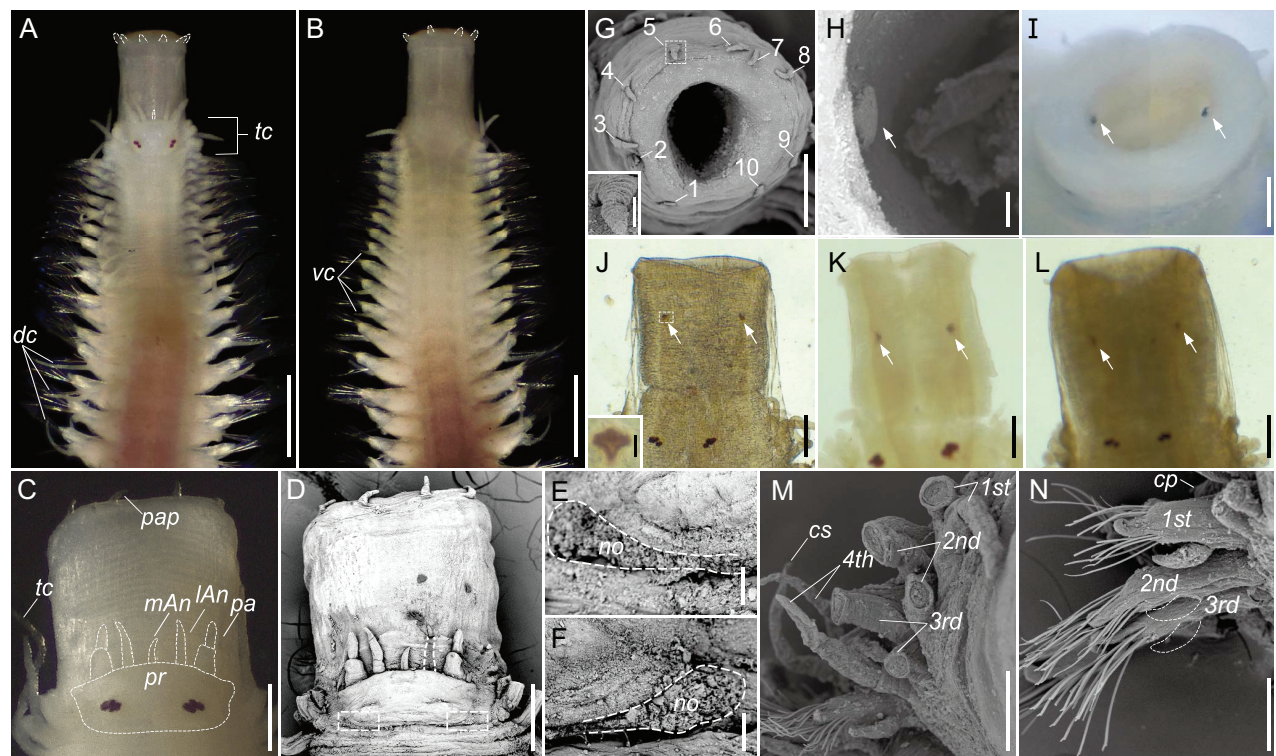 A
B
G
H
I
5
6
7
8
4
3
2
9
10
1
tc
vc
dc
J
K
L
C
D
E
M
N
pap
no
1st
cp
1st
cs
2nd
tc
4th
mAn
lAn
pa
2nd
3rd
F
3rd
pr
no